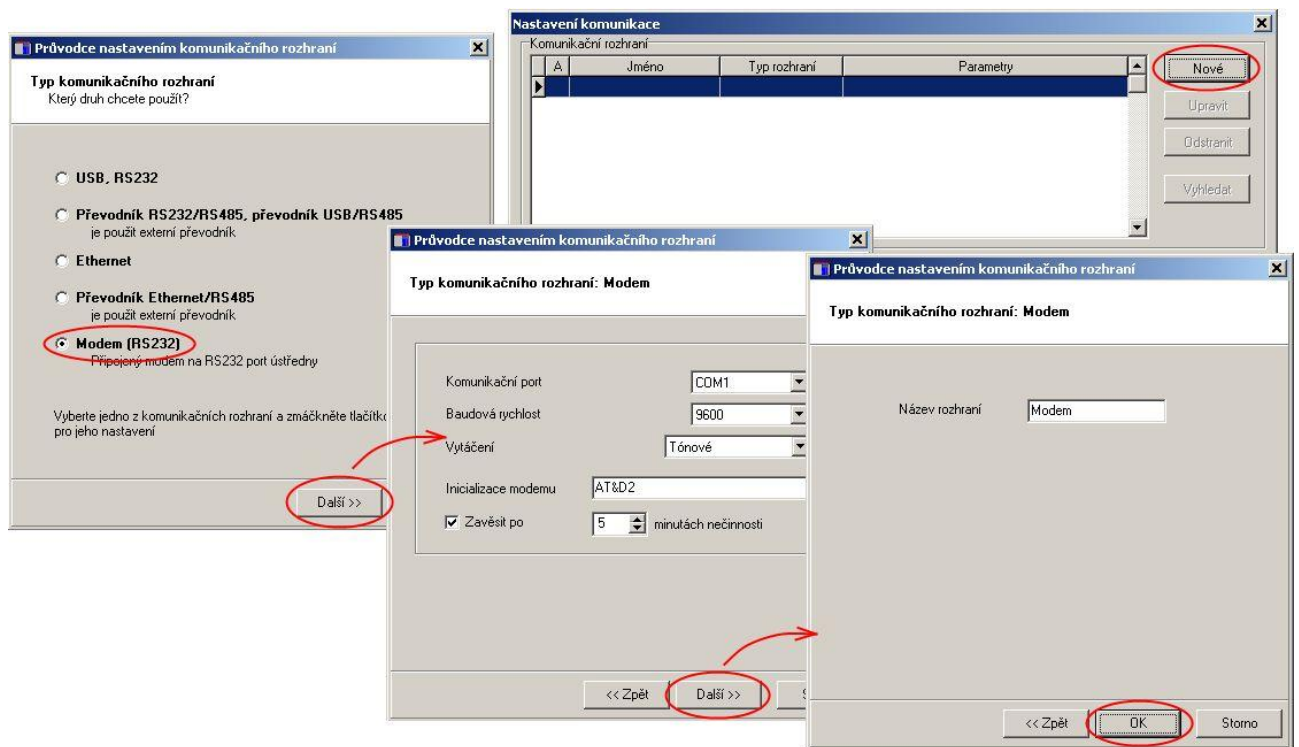 Průvodce nastavením komunikačního rozhraní
Typ komunikačního rozhraní
Který druh chcete použít?
USB, RS232
Převodník RS232/RS485, převodník USB/RS485
je použit externí převodník
Ethernet
Převodník Ethernet/RS485
je použit externí převodník
Modem (RS232)
Připojený modem na RS232 port ústředny
Vyberte jedno z komunikačních rozhraní a zmáčkněte
pro jeho nastavení
Další >>
Nastavení komunikace
Komunikační rozhraní
A Jméno Typ rozhraní Parametry
Nové
Upravit
Odstranit
Vyhledat
Průvodce nastavením komunikačního rozhraní
Typ komunikačního rozhraní: Modem
Komunikační port COM1
Baudová rychlost 9600
Vytáčení Tónové
Inicializace modemu AT&D2
Zavěsit po 5 minutách nečinnosti
<< Zpět Další >>
Průvodce nastavením komunikačního rozhraní
Typ komunikačního rozhraní: Modem
Název rozhraní Modem
<< Zpět OK Storno